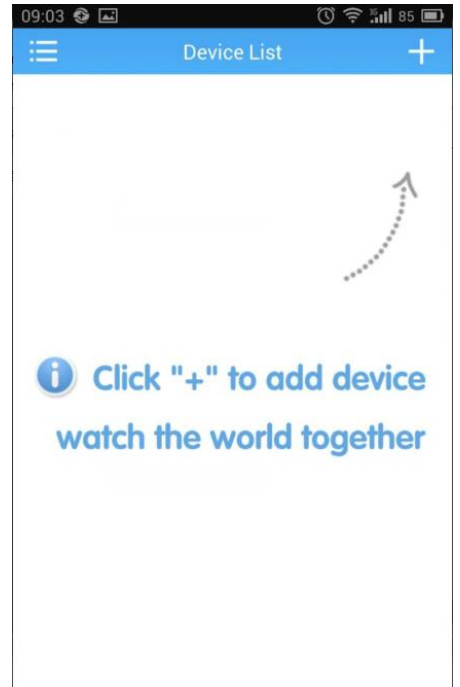 09:03 85
Device List
Click "+" to add device
watch the world together